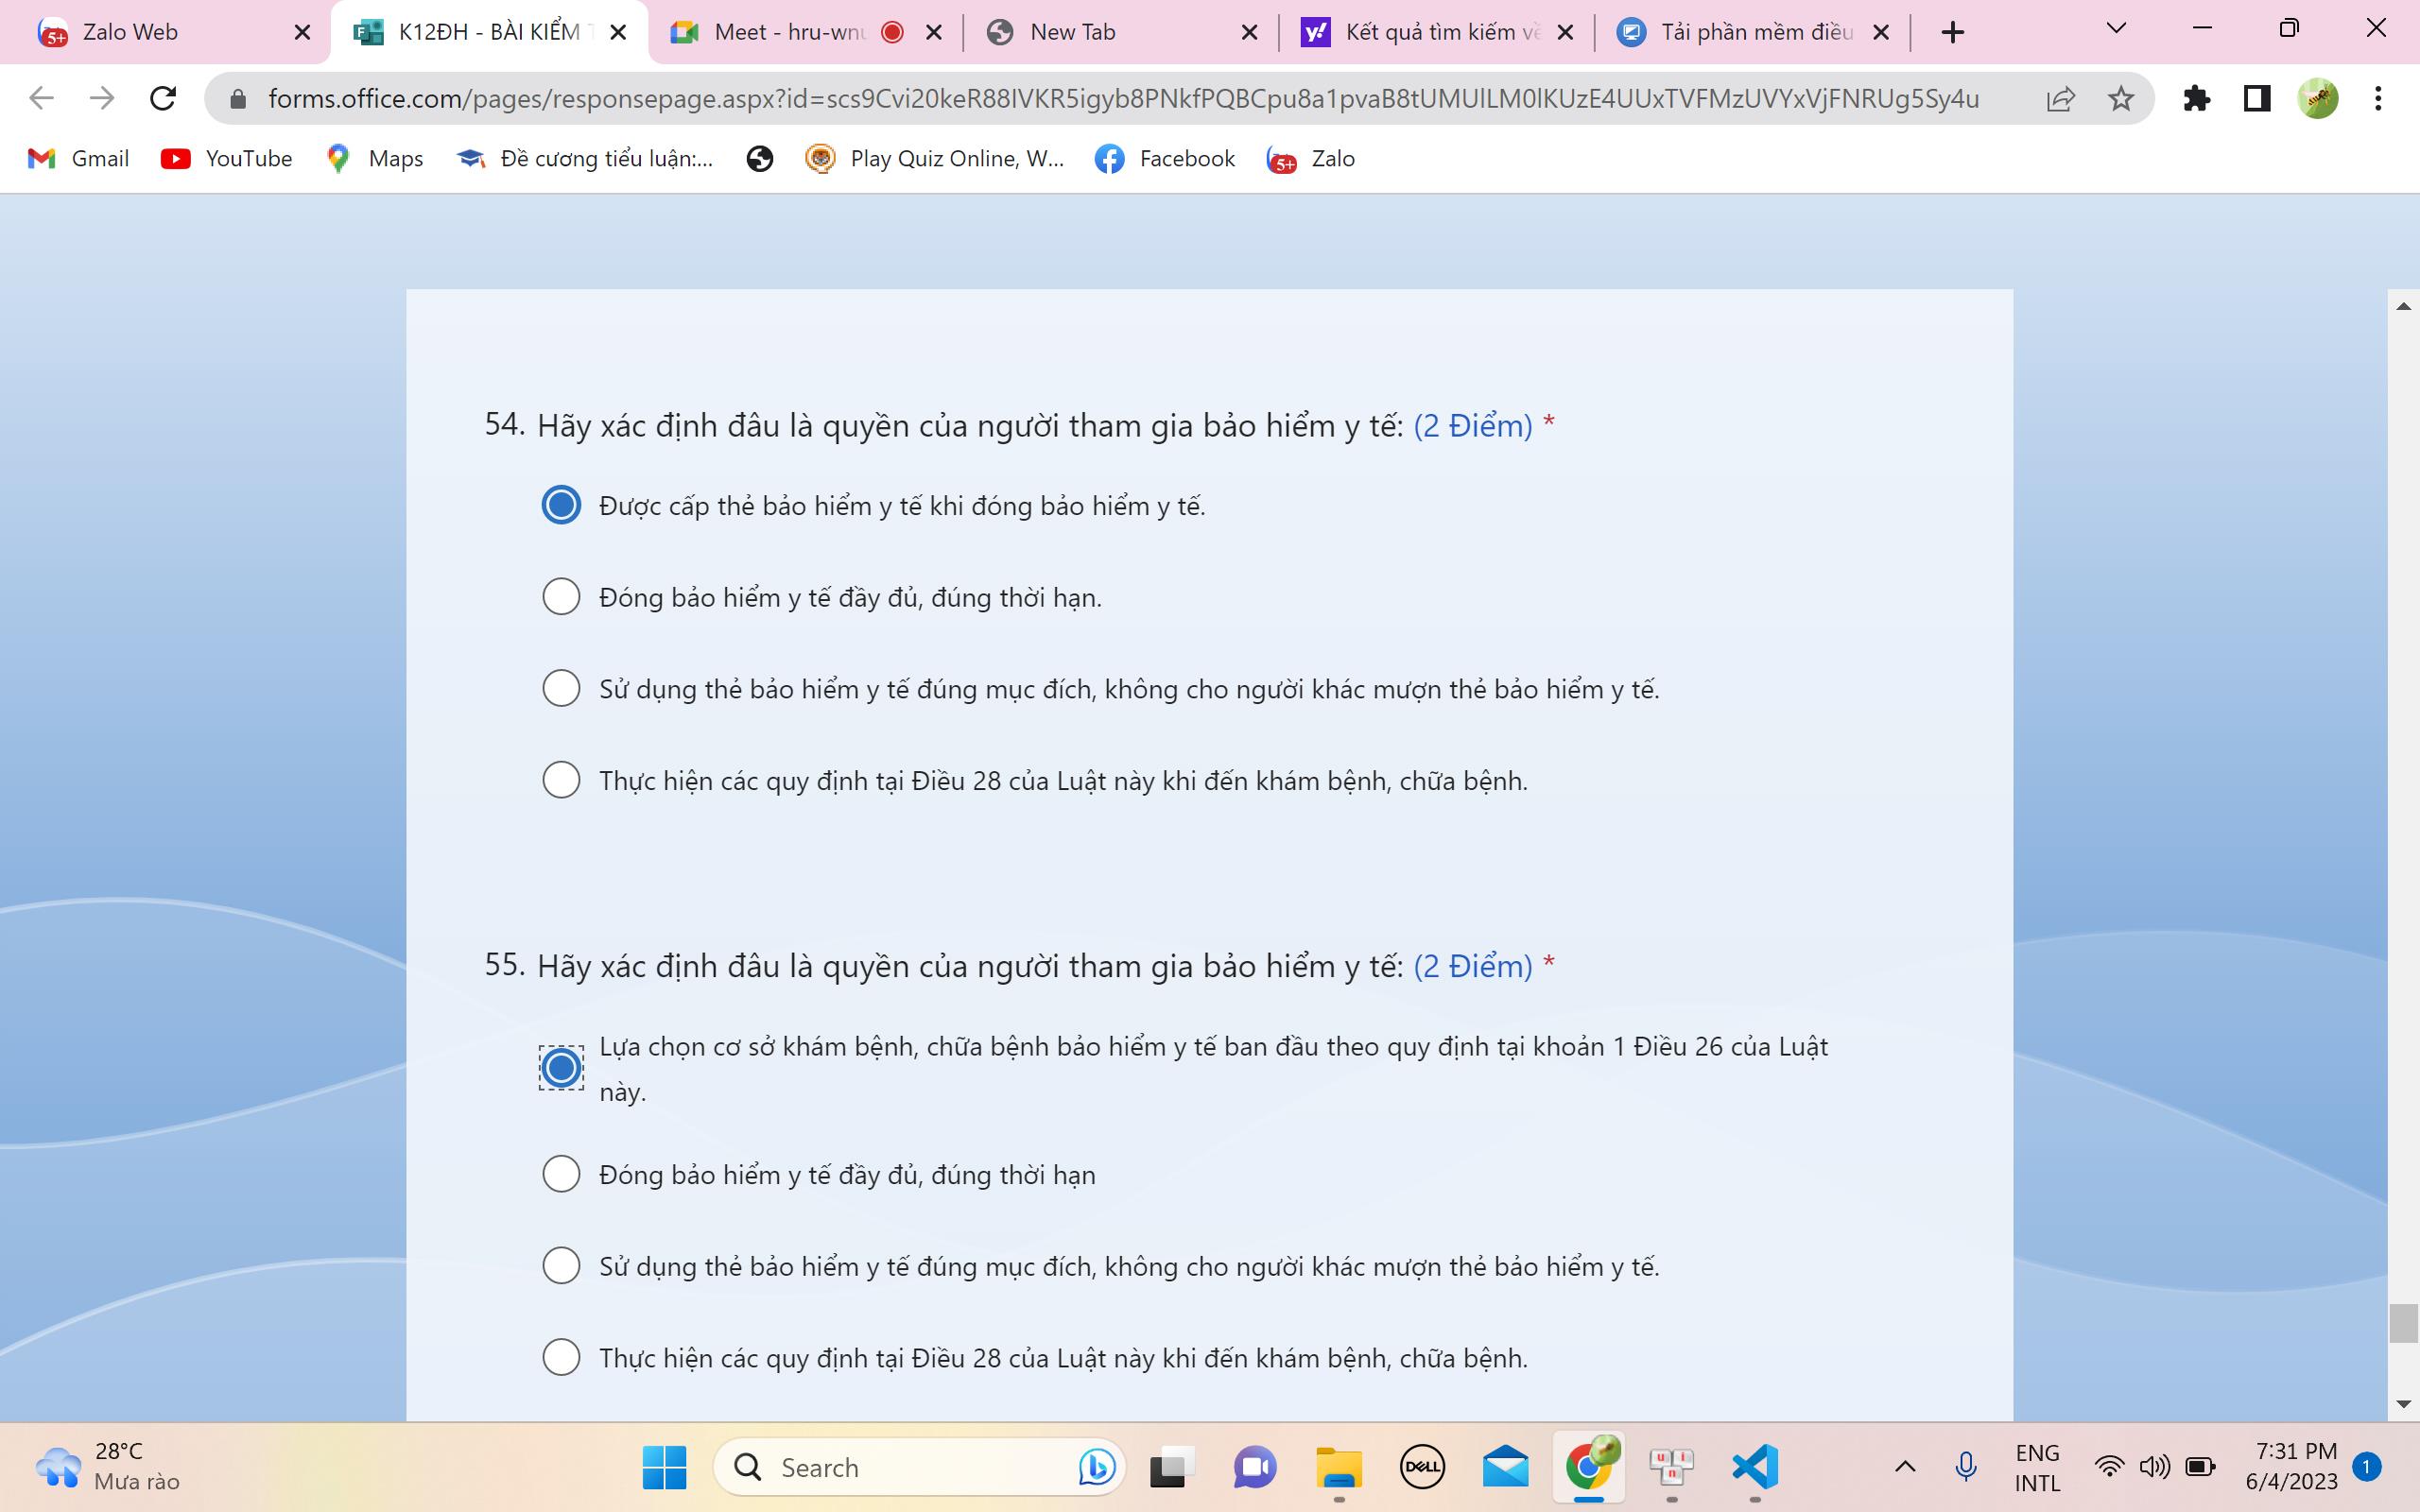 Zalo Web
K12ĐH - BÀI KIỂM T
Meet - hru-wnu
New Tab
Kết quả tìm kiếm về
Tải phần mềm điều
forms.office.com/pages/responsepage.aspx?id=scs9Cvi20keR88IVKR5igyb8PNkfPQBCpu8a1pvaB8tUMUlLM0lKUzE4UUxTVFMzUVYxVjFNRUg5Sy4u
Gmail
YouTube
Maps
Đề cương tiểu luận:...
Play Quiz Online, W...
Facebook
5+
Zalo
54. Hãy xác định đâu là quyền của người tham gia bảo hiểm y tế: (2 Điểm) *
Được cấp thẻ bảo hiểm y tế khi đóng bảo hiểm y tế.
Đóng bảo hiểm y tế đầy đủ, đúng thời hạn.
Sử dụng thẻ bảo hiểm y tế đúng mục đích, không cho người khác mượn thẻ bảo hiểm y tế.
Thực hiện các quy định tại Điều 28 của Luật này khi đến khám bệnh, chữa bệnh.
55. Hãy xác định đâu là quyền của người tham gia bảo hiểm y tế: (2 Điểm) *
Lựa chọn cơ sở khám bệnh, chữa bệnh bảo hiểm y tế ban đầu theo quy định tại khoản 1 Điều 26 của Luật
này.
Đóng bảo hiểm y tế đầy đủ, đúng thời hạn
Sử dụng thẻ bảo hiểm y tế đúng mục đích, không cho người khác mượn thẻ bảo hiểm y tế.
Thực hiện các quy định tại Điều 28 của Luật này khi đến khám bệnh, chữa bệnh.
28°C
Mưa rào
Search
DELL
ENG
INTL
7:31 PM
6/4/2023
1